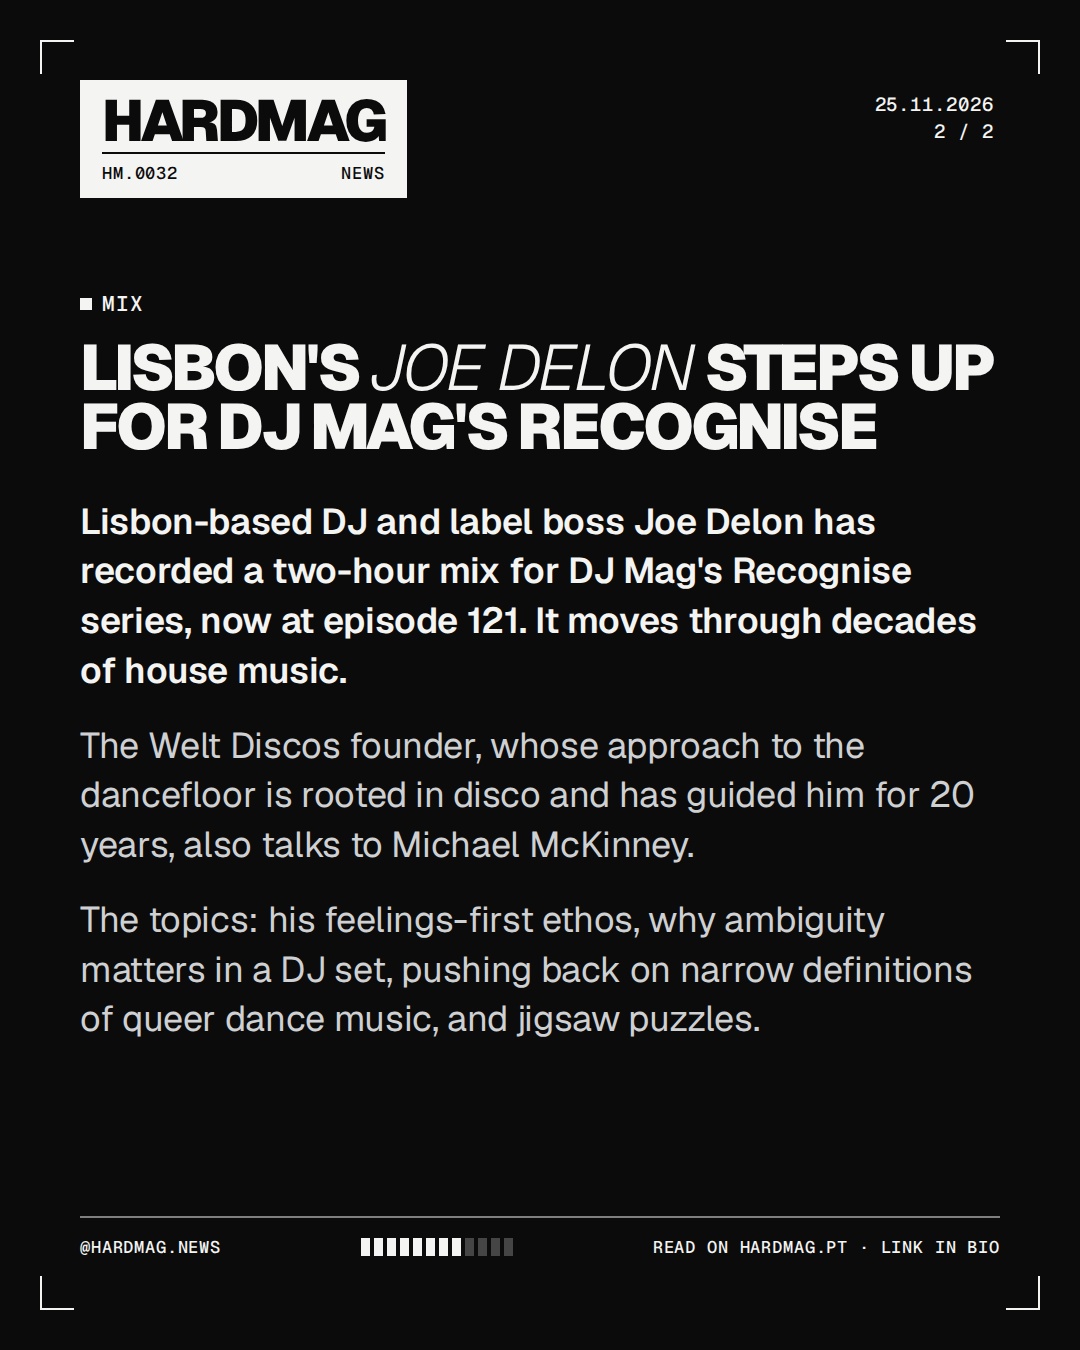 HARDMAG
HM.0032 NEWS
25.11.2026
2 / 2
MIX
LISBON'S JOE DELON STEPS UP
FOR DJ MAG'S RECOGNISE
Lisbon-based DJ and label boss Joe Delon has
recorded a two-hour mix for DJ Mag's Recognise
series, now at episode 121. It moves through decades
of house music.
The Welt Discos founder, whose approach to the
dancefloor is rooted in disco and has guided him for 20
years, also talks to Michael McKinney.
The topics: his feelings-first ethos, why ambiguity
matters in a DJ set, pushing back on narrow definitions
of queer dance music, and jigsaw puzzles.
@HARDMAG.NEWS
READ ON HARDMAG.PT · LINK IN BIO